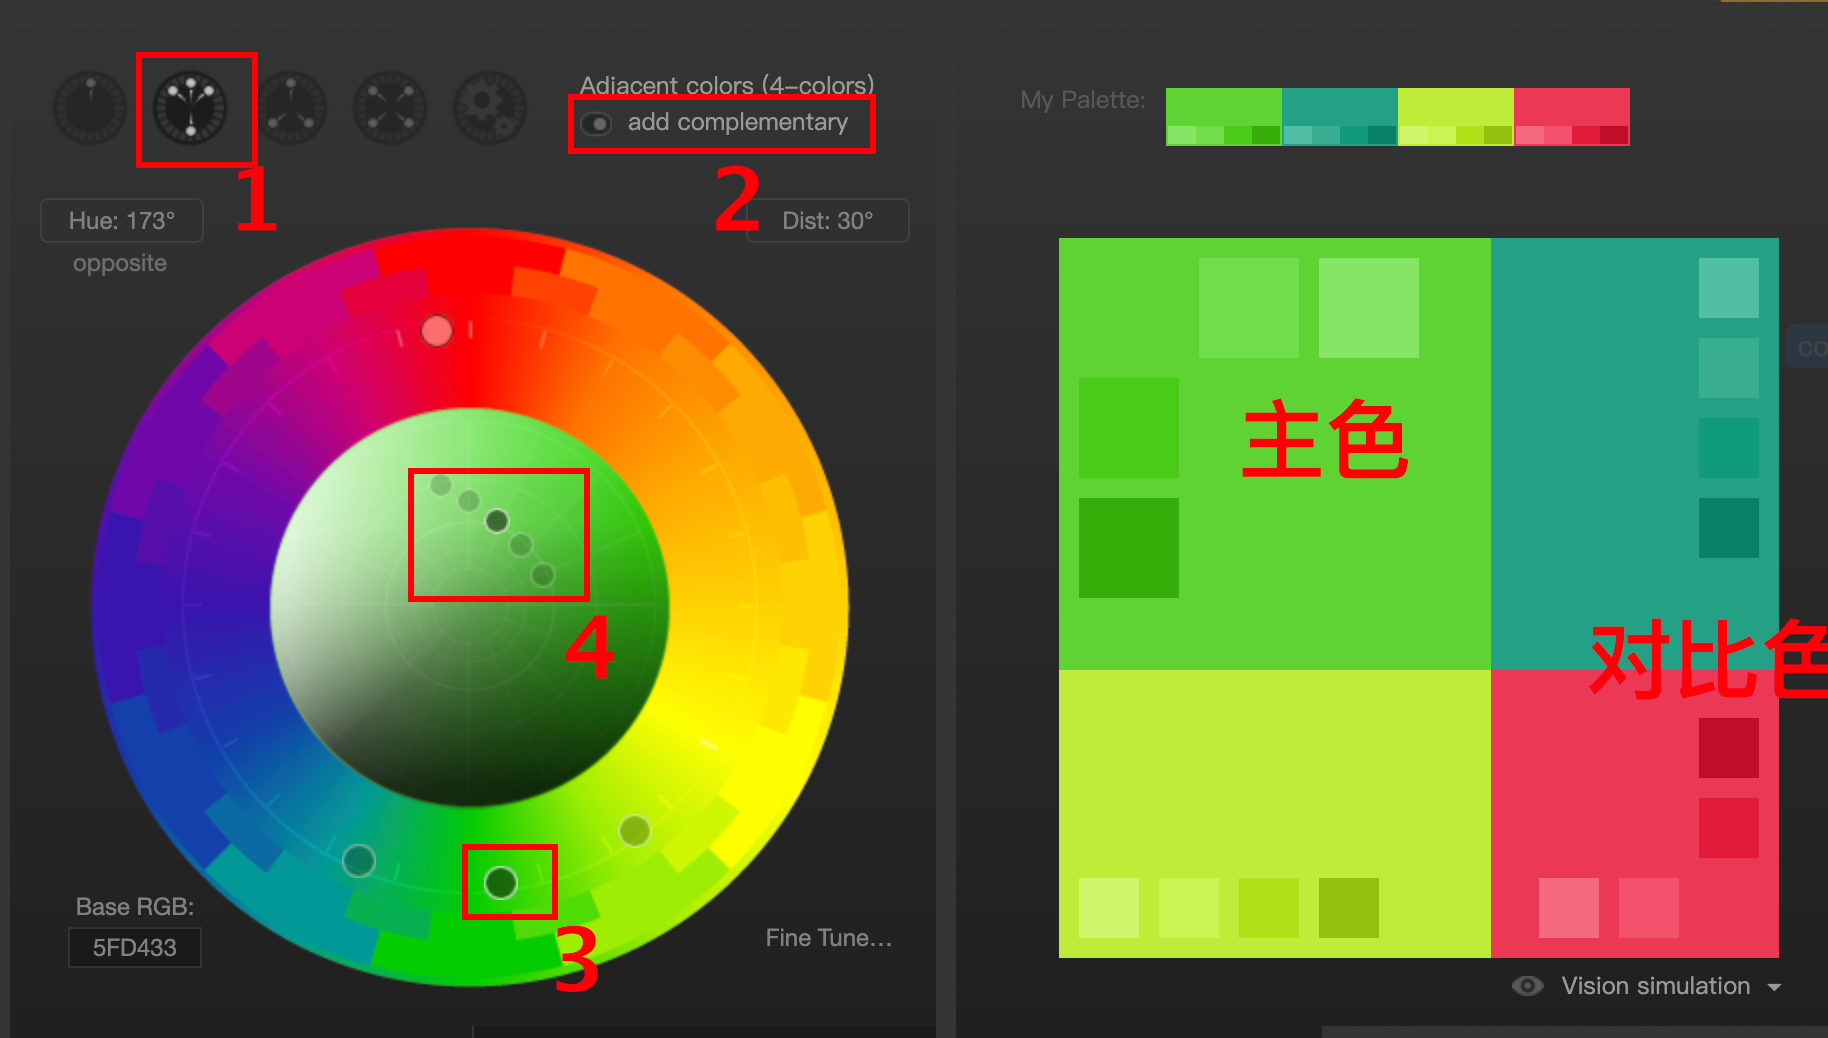 Adjacent colors (4-colors)
add complementary
1
2
Hue: 173°
opposite
Dist: 30°
4
3
Base RGB:
5FD433
Fine Tune...
My Palette:
主色
co
对比色
Vision simulation